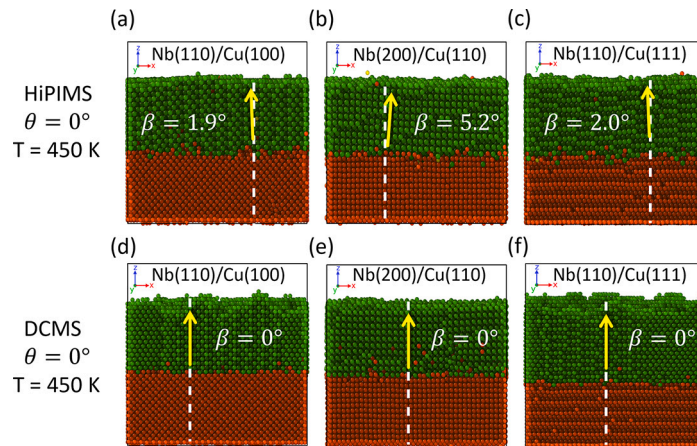 (a) (b) (c)
Nb(110)/Cu(100) Nb(200)/Cu(110) Nb(110)/Cu(111)
z y x z y x z y x
HiPIMS
θ = 0°
T = 450 K
β = 1.9° β = 5.2° β = 2.0°
(d) (e) (f)
Nb(110)/Cu(100) Nb(200)/Cu(110) Nb(110)/Cu(111)
z y x z y x z y x
DCMS
θ = 0°
T = 450 K
β = 0° β = 0° β = 0°